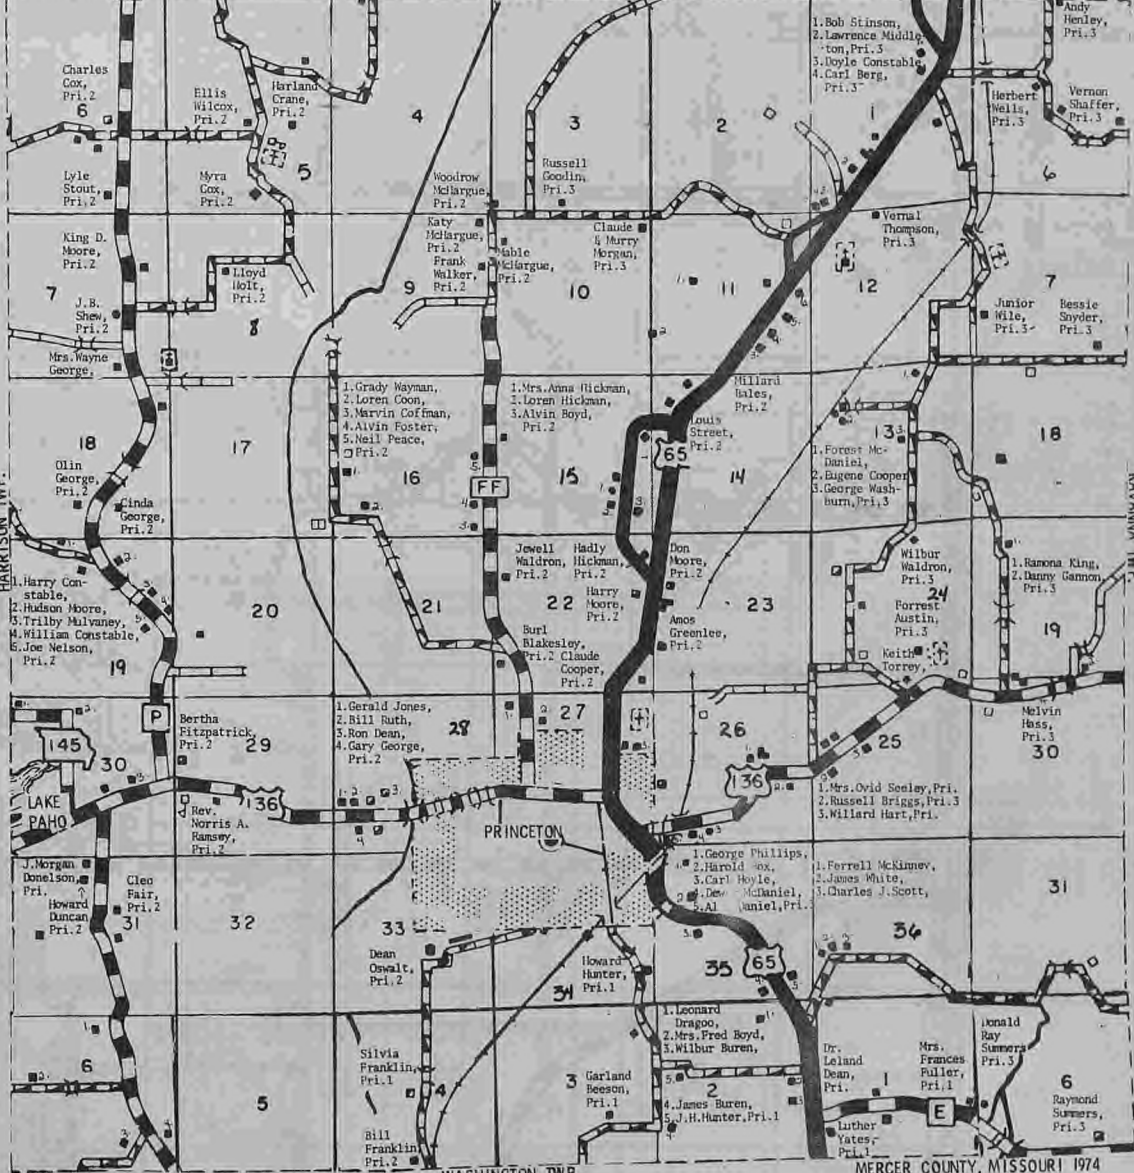 1.Bob Stinson,
2.Lawrence Middle-
ton,Pri.3
3.Doyle Constable
4.Carl Berg,
Pri.3
Andy
Henley,
Pri.3
Charles
Cox,
Pri.2
6
Ellis
Wilcox,
Pri.2
Harland
Crane,
Pri.2
4
3
2
1
Herbert
Wells,
Pri.3
Vernon
Shaffer,
Pri.3
Lyle
Stout,
Pri.2
Myra
Cox,
Pri.2
5
Woodrow
McHargue,
Pri.2
Russell
Goodin,
Pri.3
6
King D.
Moore,
Pri.2
Katy
McHargue,
Pri.2
Frank
Walker,
Pri.2
Mable
McHargue,
Pri.2
Claude
& Murry
Morgan,
Pri.3
Vernal
Thompson,
Pri.3
7
J.B.
Shew,
Pri.2
Lloyd
Holt,
Pri.2
8
9
10
11
12
7
Junior
Wile,
Pri.3
Bessie
Snyder,
Pri.3
Mrs.Wayne
George,
1.Grady Wayman,
2.Loren Coon,
3.Marvin Coffman,
4.Alvin Foster,
5.Neil Peace,
Pri.2
1.Mrs.Anna Hickman,
2.Loren Hickman,
3.Alvin Boyd,
Pri.2
Millard
Hales,
Pri.2
Louis
Street,
Pri.2
65
18
17
16
15
14
13
18
Olin
George,
Pri.2
Cinda
George,
Pri.2
FF
1.Forest Mc-
Daniel,
2.Eugene Cooper
3.George Wash-
burn,Pri.3
HARRISON TWP.
1.Harry Con-
stable,
2.Hudson Moore,
3.Trilby Mulvaney,
4.William Constable,
5.Joe Nelson,
Pri.2
19
20
21
Jewell
Waldron,
Pri.2
Hadly
Hickman,
Pri.2
Don
Moore,
Pri.2
22
Harry
Moore,
Pri.2
23
Burl
Blakesley,
Pri.2
Claude
Cooper,
Pri.2
Amos
Greenlee,
Pri.2
Wilbur
Waldron,
Pri.3
24
Forrest
Austin,
Pri.3
Keith
Torrey,
1.Ramona King,
2.Danny Gannon,
Pri.3
19
P
Bertha
Fitzpatrick,
Pri.2
29
1.Gerald Jones,
2.Bill Ruth,
3.Ron Dean,
4.Gary George,
Pri.2
28
27
26
25
Melvin
Hass,
Pri.3
30
145
30
LAKE
PAHO
136
Rev.
Norris A.
Ramsey,
Pri.2
136
1.Mrs.Ovid Seeley,Pri.
2.Russell Briggs,Pri.3
3.Willard Hart,Pri.
PRINCETON
J.Morgan
Donelson,
Pri.
Howard
Duncan
Pri.2
Cleo
Fair,
Pri.2
31
32
33
1.George Phillips,
2.Harold
3.Carl Hoyle,
McDaniel,
1.Ferrell McKinney,
2.James White,
3.Charles J.Scott,
31
36
Dean
Oswalt,
Pri.2
Howard
Hunter,
Pri.1
34
35
65
1.Leonard
Dragoo,
2.Mrs.Fred Boyd,
3.Wilbur Buren,
6
5
Silvia
Franklin,
Pri.1
4
Bill
Franklin
Pri.2
3
Garland
Beeson,
Pri.1
2
4.James Buren,
5.J.H.Hunter,Pri.1
Dr.
Leland
Dean,
Pri.
1
Mrs.
Frances
Fuller,
Pri.1
Donald
Ray
Summers
Pri.3
E
Luther
Yates,
Pri.1
6
Raymond
Summers,
Pri.3
WASHINGTON TWP.
MERCER COUNTY, MISSOURI 1974